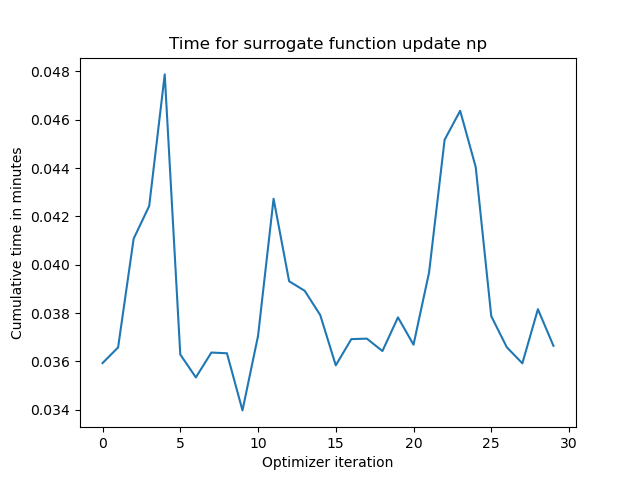 Time for surrogate function update np
Cumulative time in minutes
0.048
0.046
0.044
0.042
0.040
0.038
0.036
0.034
0 5 10 15 20 25 30
Optimizer iteration